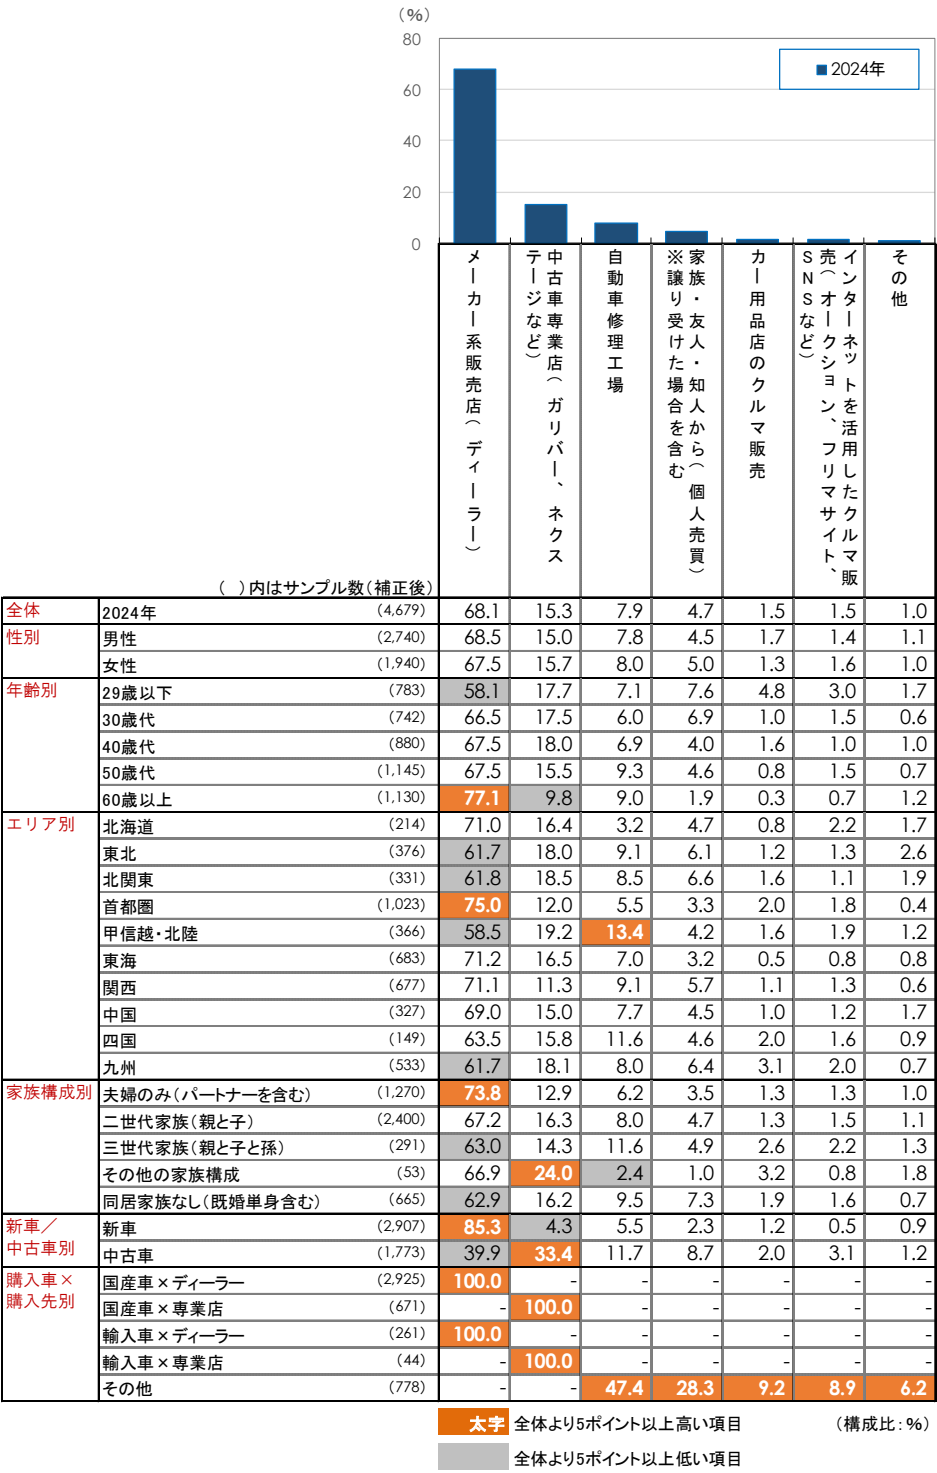 （%）
80
60
40
20
0
2024年
メーカー系販売店（ディーラー）
中古車専業店（ガリバー、ネクス
テージなど）
自動車修理工場
家族・友人・知人から（個人売買）
※譲り受けた場合を含む
カー用品店のクルマ販売
インターネットを活用したクルマ販
売（オークション、フリマサイト、
SNSなど）
その他
（　）内はサンプル数（補正後）
全体 2024年 (4,679) 68.1 15.3 7.9 4.7 1.5 1.5 1.0
性別 男性 (2,740) 68.5 15.0 7.8 4.5 1.7 1.4 1.1
女性 (1,940) 67.5 15.7 8.0 5.0 1.3 1.6 1.0
年齢別 29歳以下 (783) 58.1 17.7 7.1 7.6 4.8 3.0 1.7
30歳代 (742) 66.5 17.5 6.0 6.9 1.0 1.5 0.6
40歳代 (880) 67.5 18.0 6.9 4.0 1.6 1.0 1.0
50歳代 (1,145) 67.5 15.5 9.3 4.6 0.8 1.5 0.7
60歳以上 (1,130) 77.1 9.8 9.0 1.9 0.3 0.7 1.2
エリア別 北海道 (214) 71.0 16.4 3.2 4.7 0.8 2.2 1.7
東北 (376) 61.7 18.0 9.1 6.1 1.2 1.3 2.6
北関東 (331) 61.8 18.5 8.5 6.6 1.6 1.1 1.9
首都圏 (1,023) 75.0 12.0 5.5 3.3 2.0 1.8 0.4
甲信越・北陸 (366) 58.5 19.2 13.4 4.2 1.6 1.9 1.2
東海 (683) 71.2 16.5 7.0 3.2 0.5 0.8 0.8
関西 (677) 71.1 11.3 9.1 5.7 1.1 1.3 0.6
中国 (327) 69.0 15.0 7.7 4.5 1.0 1.2 1.7
四国 (149) 63.5 15.8 11.6 4.6 2.0 1.6 0.9
九州 (533) 61.7 18.1 8.0 6.4 3.1 2.0 0.7
家族構成別 夫婦のみ（パートナーを含む） (1,270) 73.8 12.9 6.2 3.5 1.3 1.3 1.0
二世代家族（親と子） (2,400) 67.2 16.3 8.0 4.7 1.3 1.5 1.1
三世代家族（親と子と孫） (291) 63.0 14.3 11.6 4.9 2.6 2.2 1.3
その他の家族構成 (53) 66.9 24.0 2.4 1.0 3.2 0.8 1.8
同居家族なし（既婚単身含む） (665) 62.9 16.2 9.5 7.3 1.9 1.6 0.7
新車／
中古車別
新車 (2,907) 85.3 4.3 5.5 2.3 1.2 0.5 0.9
中古車 (1,773) 39.9 33.4 11.7 8.7 2.0 3.1 1.2
購入車×
購入先別
国産車×ディーラー (2,925) 100.0 - - - - - -
国産車×専業店 (671) - 100.0 - - - - -
輸入車×ディーラー (261) 100.0 - - - - - -
輸入車×専業店 (44) - 100.0 - - - - -
その他 (778) - - 47.4 28.3 9.2 8.9 6.2
太字 全体より5ポイント以上高い項目 （構成比：%）
全体より5ポイント以上低い項目